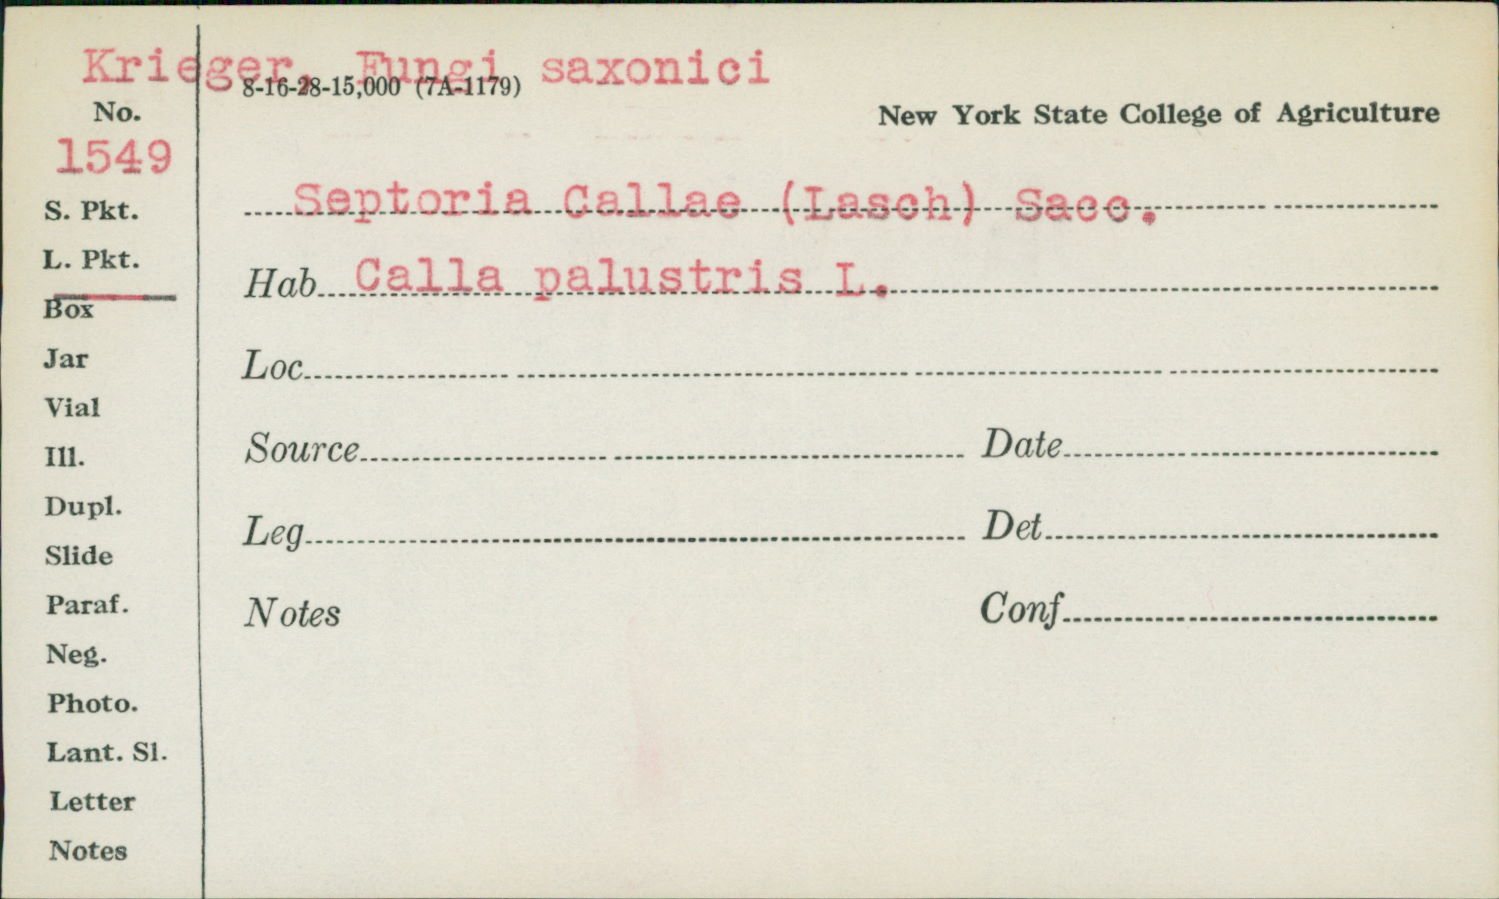 Krieger, Fungi saxonici
8-16-28-15,000 (7A-1179)
No.
New York State College of Agriculture
1549
Septoria Callae (Lasch) Sacc.
S. Pkt.
L. Pkt.
Hab. Calla palustris L.
Box
Jar
Loc.
Vial
Source
Date
Ill.
Dupl.
Leg.
Det.
Slide
Paraf.
Notes
Conf.
Neg.
Photo.
Lant. Sl.
Letter
Notes